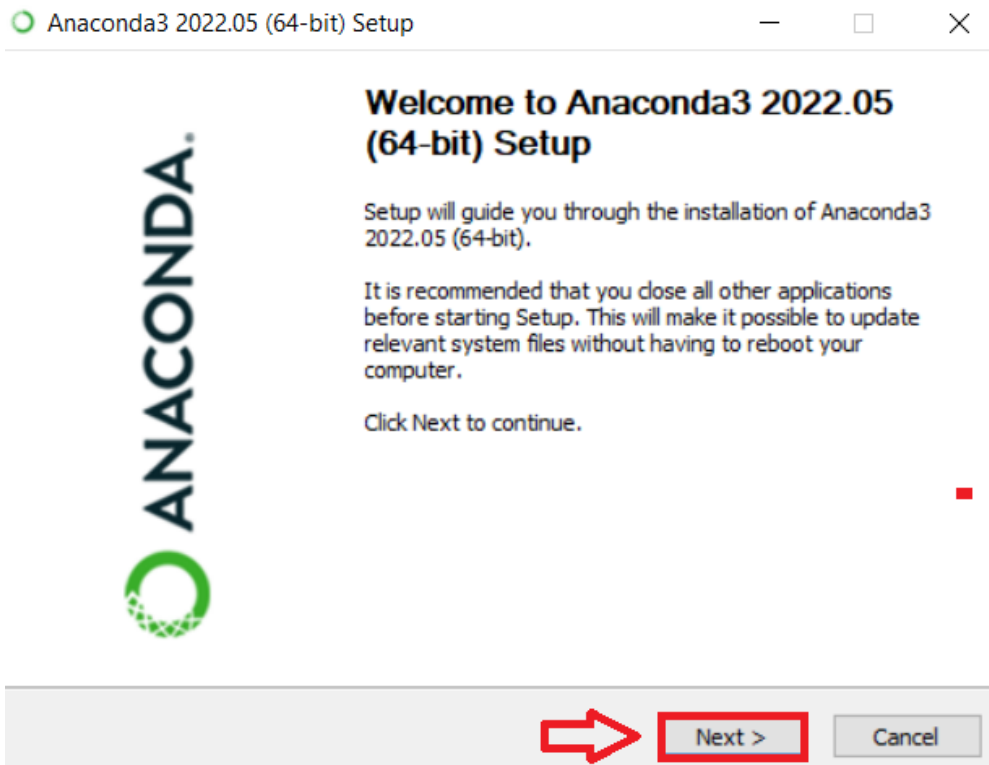 Anaconda3 2022.05 (64-bit) Setup
Welcome to Anaconda3 2022.05
(64-bit) Setup
ANACONDA.
Setup will guide you through the installation of Anaconda3
2022.05 (64-bit).
It is recommended that you close all other applications
before starting Setup. This will make it possible to update
relevant system files without having to reboot your
computer.
Click Next to continue.
Next >
Cancel